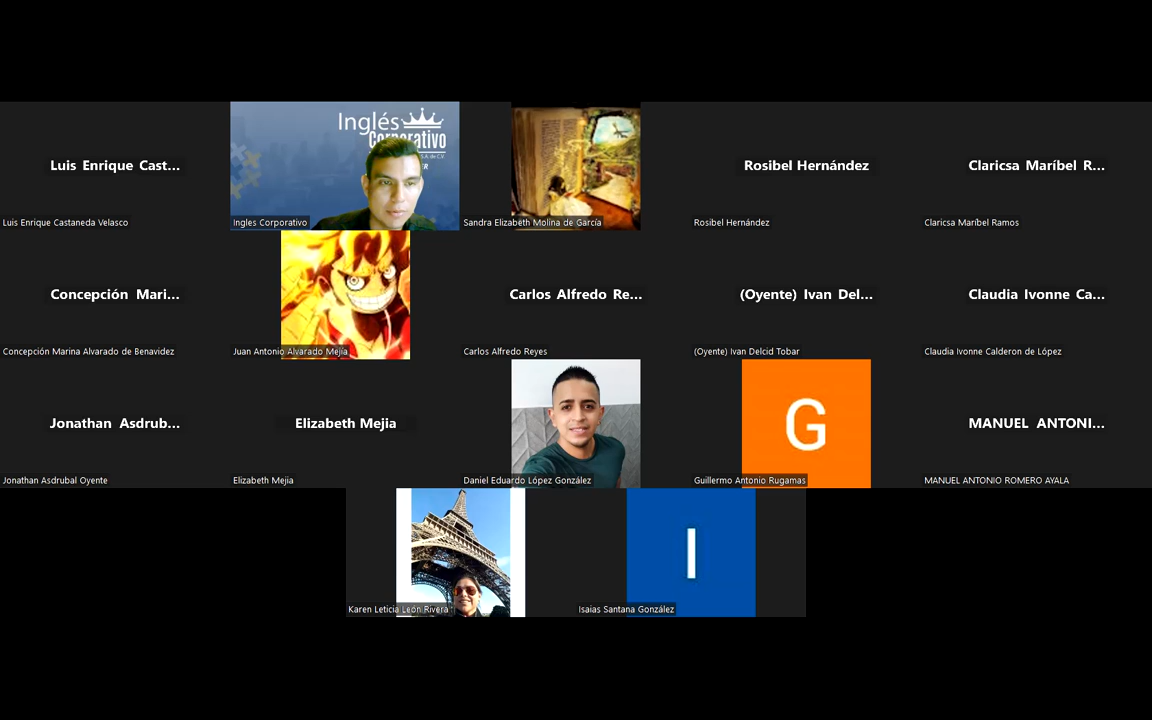 Luis Enrique Cast...
Luis Enrique Castaneda Velasco
Inglés
Corporativo
S.A. de C.V.
Ingles Corporativo
Sandra Elizabeth Molina de García
Rosibel Hernández
Rosibel Hernández
Claricsa Maríbel R...
Claricsa Maríbel Ramos
Concepción Mari...
Concepción Marina Alvarado de Benavidez
Juan Antonio Alvarado Mejía
Carlos Alfredo Re...
Carlos Alfredo Reyes
(Oyente) Ivan Del...
(Oyente) Ivan Delcid Tobar
Claudia Ivonne Ca...
Claudia Ivonne Calderon de López
Jonathan Asdrub...
Jonathan Asdrubal Oyente
Elizabeth Mejia
Elizabeth Mejia
Daniel Eduardo López González
G
Guillermo Antonio Rugamas
MANUEL ANTONI...
MANUEL ANTONIO ROMERO AYALA
Karen Leticia León Rivera
I
Isaias Santana González